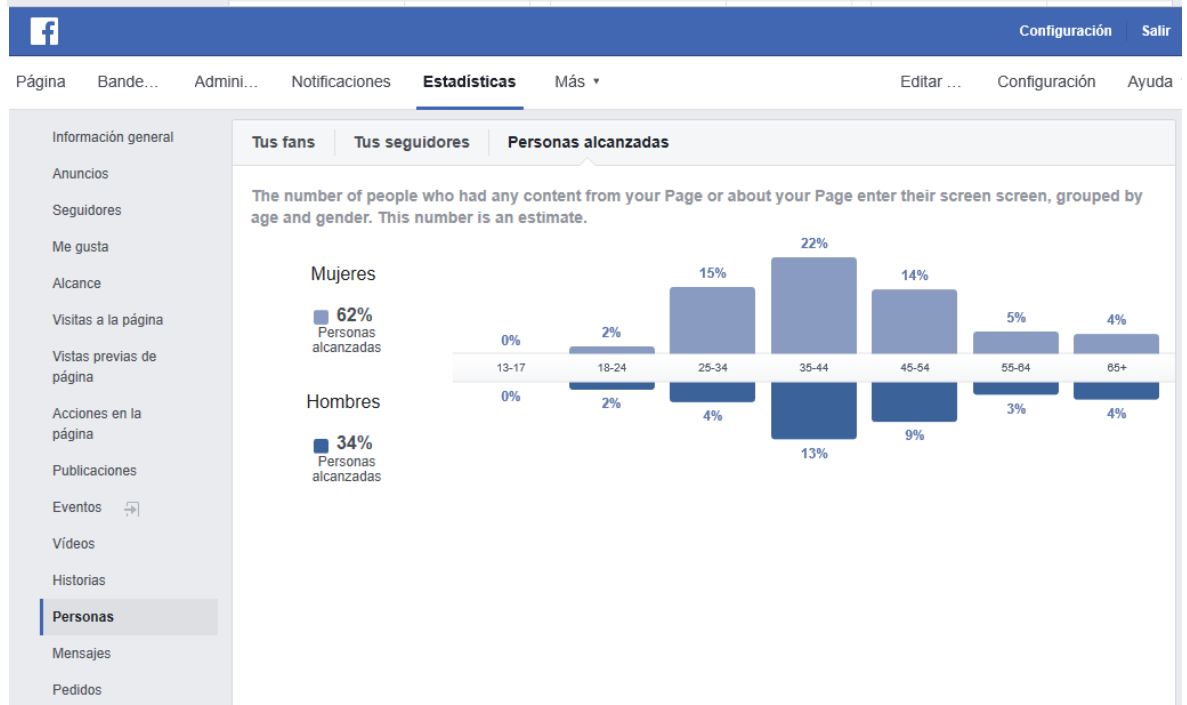 Configuración Salir
Página Bande... Admini... Notificaciones Estadísticas Más Editar ... Configuración Ayuda
Información general
Anuncios
Seguidores
Me gusta
Alcance
Visitas a la página
Vistas previas de
página
Acciones en la
página
Publicaciones
Eventos
Vídeos
Historias
Personas
Mensajes
Pedidos
Tus fans Tus seguidores Personas alcanzadas
The number of people who had any content from your Page or about your Page enter their screen screen, grouped by
age and gender. This number is an estimate.
Mujeres
62%
Personas
alcanzadas
0% 2% 15% 22% 14% 5% 4%
13-17 18-24 25-34 35-44 45-54 55-64 65+
Hombres
34%
Personas
alcanzadas
0% 2% 4% 13% 9% 3% 4%